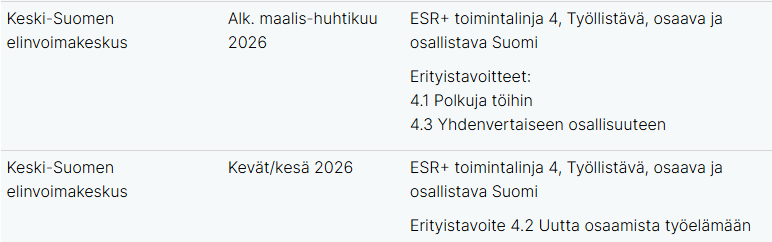 Keski-Suomen
elinvoimakeskus
Alk. maalis-huhtikuu
2026
ESR+ toimintalinja 4, Työllistävä, osaava ja
osallistava Suomi
Erityistavoitteet:
4.1 Polkuja töihin
4.3 Yhdenvertaiseen osallisuuteen
Keski-Suomen
elinvoimakeskus
Kevät/kesä 2026
ESR+ toimintalinja 4, Työllistävä, osaava ja
osallistava Suomi
Erityistavoite 4.2 Uutta osaamista työelämään